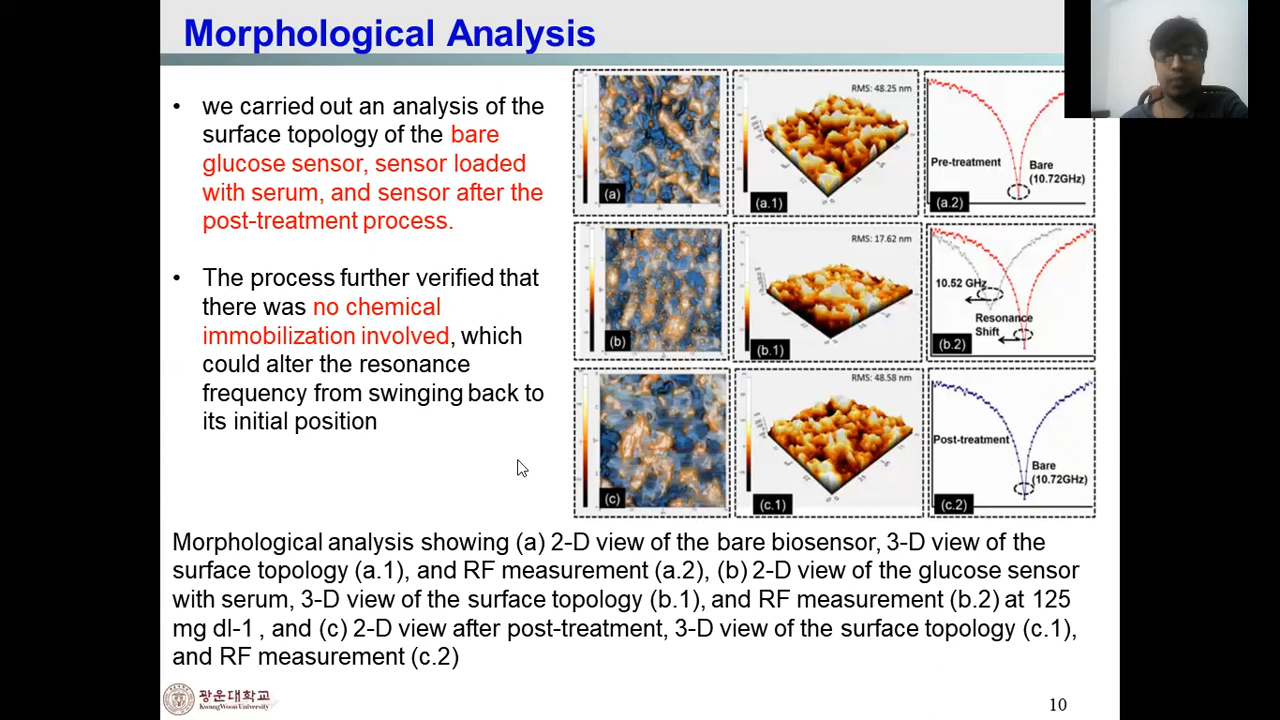 Morphological Analysis
• we carried out an analysis of the
surface topology of the bare
glucose sensor, sensor loaded
with serum, and sensor after the
post-treatment process.
• The process further verified that
there was no chemical
immobilization involved, which
could alter the resonance
frequency from swinging back to
its initial position
(a)
RMS: 48.25 nm
(a.1)
Pre-treatment
Bare
(10.72GHz)
(a.2)
(b)
RMS: 17.62 nm
(b.1)
10.52 GHz
Resonance
Shift
(b.2)
(c)
RMS: 48.58 nm
(c.1)
Post-treatment
Bare
(10.72GHz)
(c.2)
Morphological analysis showing (a) 2-D view of the bare biosensor, 3-D view of the
surface topology (a.1), and RF measurement (a.2), (b) 2-D view of the glucose sensor
with serum, 3-D view of the surface topology (b.1), and RF measurement (b.2) at 125
mg dl-1 , and (c) 2-D view after post-treatment, 3-D view of the surface topology (c.1),
and RF measurement (c.2)
광운대학교
KwangWoon University
10